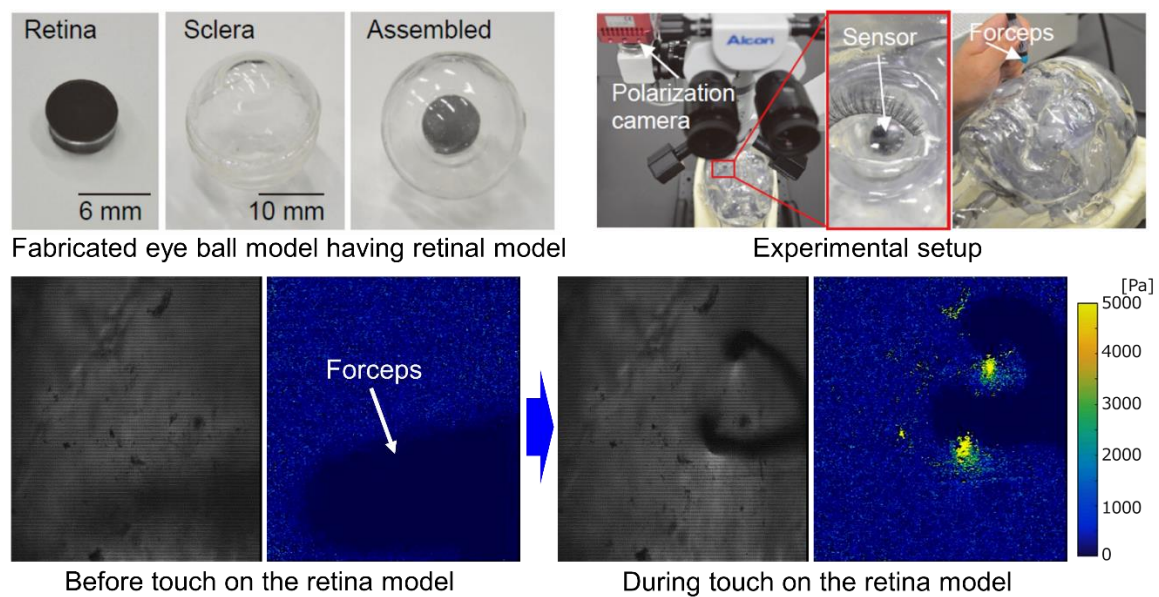 Retina
Sclera
Assembled
6 mm
10 mm
Fabricated eye ball model having retinal model
Alcon
Polarization
camera
Sensor
Forceps
Experimental setup
Forceps
[Pa]
5000
4000
3000
2000
1000
0
Before touch on the retina model
During touch on the retina model